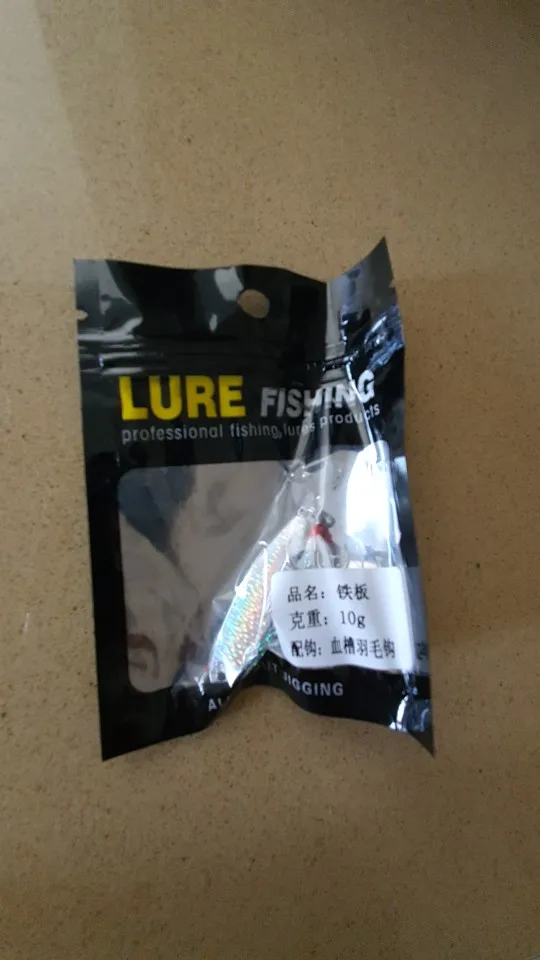 LURE FISHING
professional fishing, lures products
品名：铁板
克重：10g
配钩：血槽羽毛钩
JIGGING